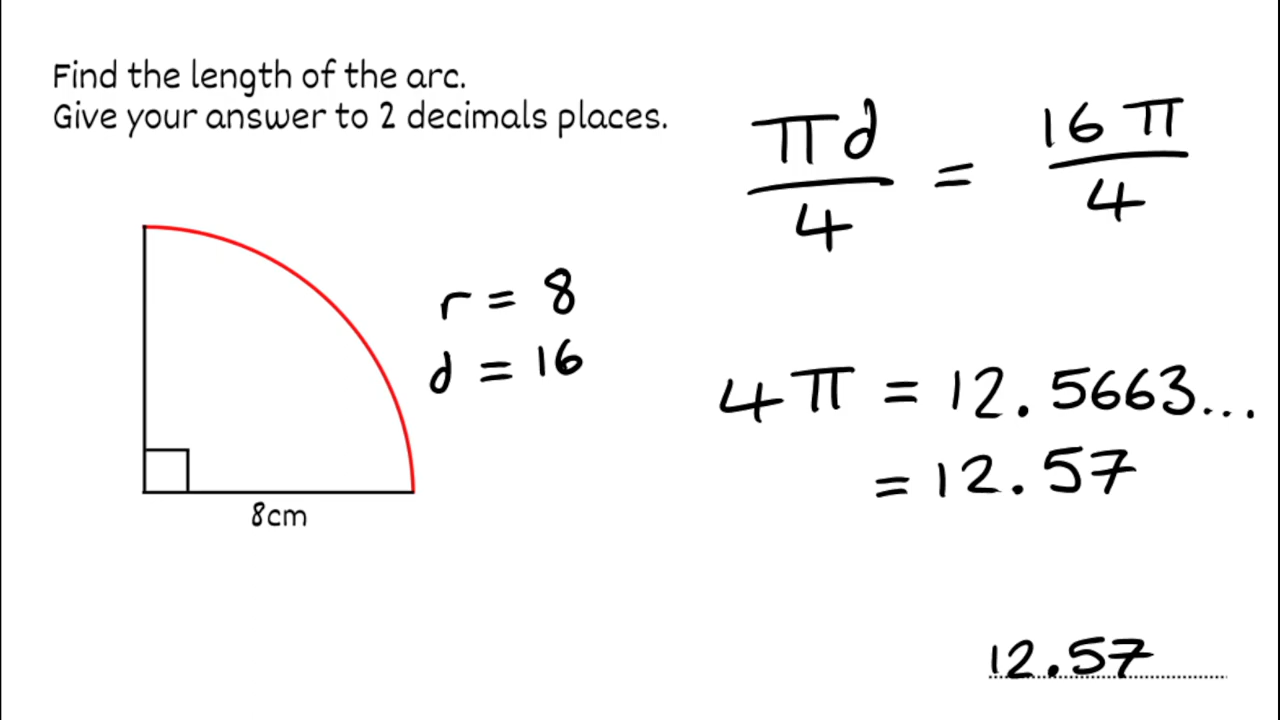 Find the length of the arc.
Give your answer to 2 decimals places.
πd/4 = 16π/4
r = 8
d = 16
8cm
4π = 12.5663...
= 12.57
12.57